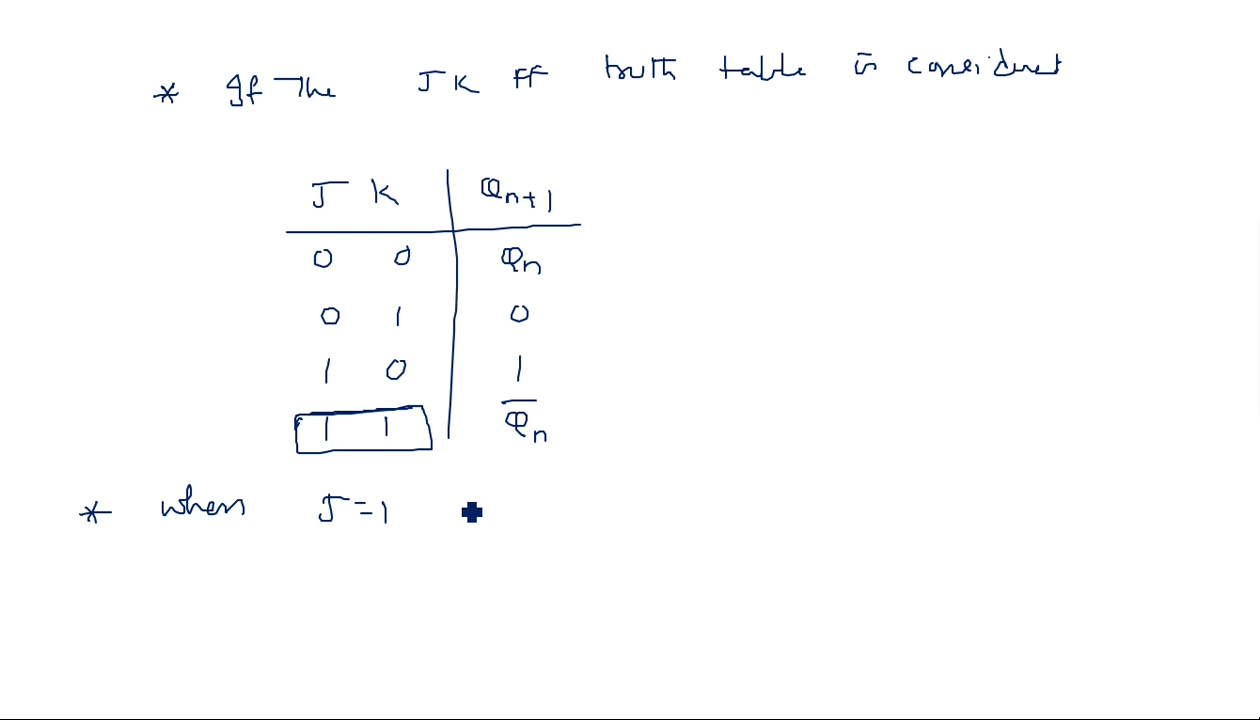 * If The JK FF truth table is considered
J K Qn+1
0 0 Qn
0 1 0
1 0 1
1 1 Q̅n
* when J=1